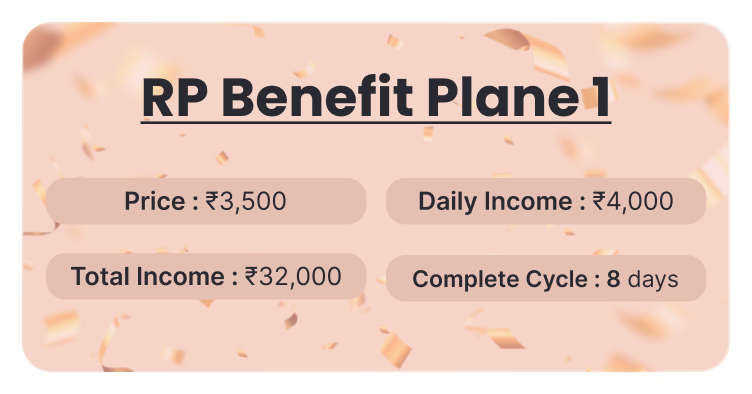 RP Benefit Plane 1
Price : ₹3,500
Daily Income : ₹4,000
Total Income : ₹32,000
Complete Cycle : 8 days